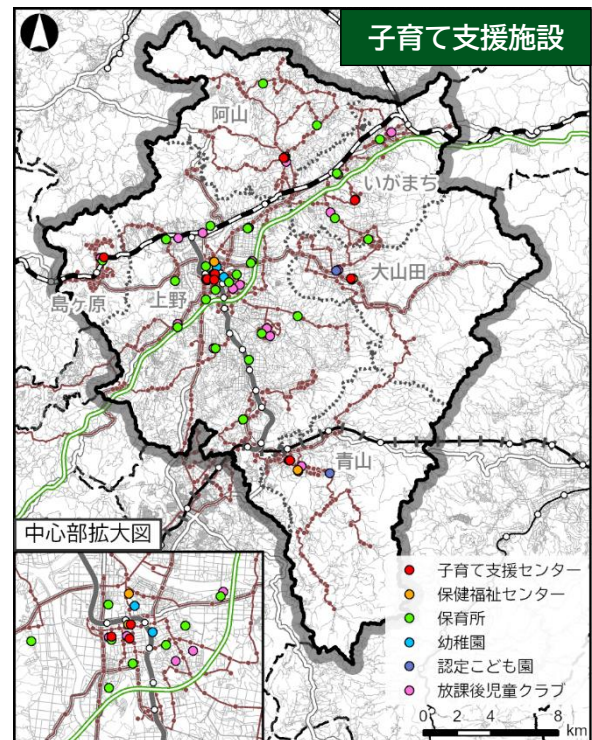 子育て支援施設
阿山
いがまち
大山田
島ヶ原
上野
青山
中心部拡大図
子育て支援センター
保健福祉センター
保育所
幼稚園
認定こども園
放課後児童クラブ
0 2 4 8
km